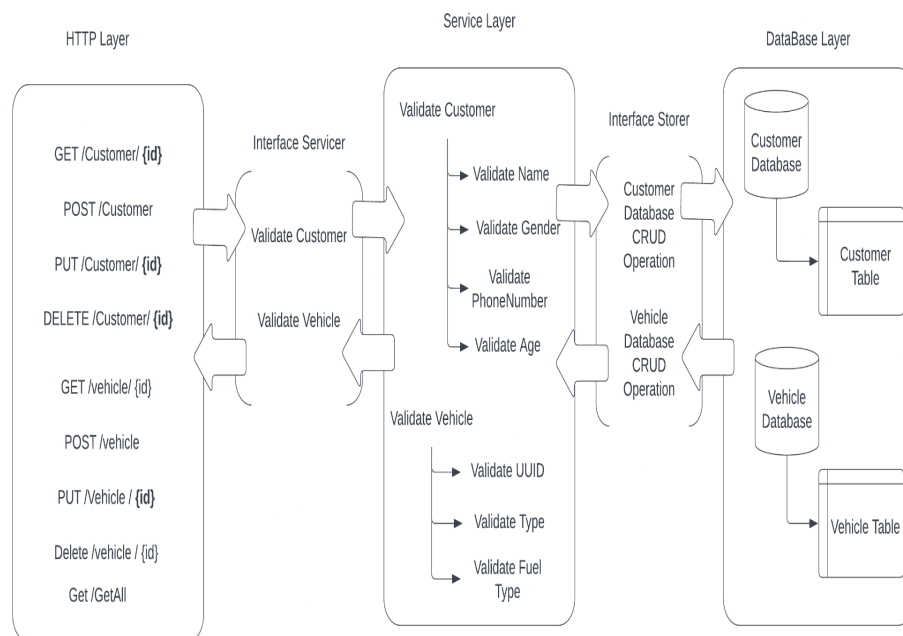 HTTP Layer
Service Layer
DataBase Layer
GET /Customer/ {id}
POST /Customer
PUT /Customer/ {id}
DELETE /Customer/ {id}
GET /vehicle/ {id}
POST /vehicle
PUT /Vehicle / {id}
Delete /vehicle / {id}
Get /GetAll
Interface Servicer
Validate Customer
Validate Vehicle
Validate Customer
Validate Name
Validate Gender
Validate
PhoneNumber
Validate Age
Validate Vehicle
Validate UUID
Validate Type
Validate Fuel
Type
Interface Storer
Customer
Database
CRUD
Operation
Vehicle
Database
CRUD
Operation
Customer
Database
Customer
Table
Vehicle
Database
Vehicle Table